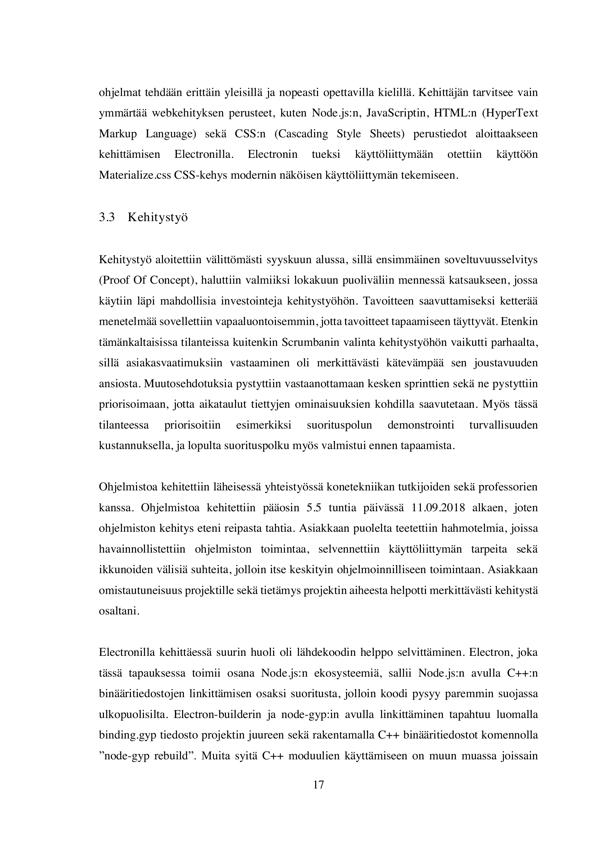 ohjelmat tehdään erittäin yleisillä ja nopeasti opettavilla kielillä. Kehittäjän tarvitsee vain
ymmärtää webkehityksen perusteet, kuten Node.js:n, JavaScriptin, HTML:n (HyperText
Markup Language) sekä CSS:n (Cascading Style Sheets) perustiedot aloittaakseen
kehittämisen Electronilla. Electronin tueksi käyttöliittymään otettiin käyttöön
Materialize.css CSS-kehys modernin näköisen käyttöliittymän tekemiseen.
3.3 Kehitystyö
Kehitystyö aloitettiin välittömästi syyskuun alussa, sillä ensimmäinen soveltuvuusselvitys
(Proof Of Concept), haluttiin valmiiksi lokakuun puoliväliin mennessä katsaukseen, jossa
käytiin läpi mahdollisia investointeja kehitystyöhön. Tavoitteen saavuttamiseksi ketterää
menetelmää sovellettiin vapaaluontoisemmin, jotta tavoitteet tapaamiseen täyttyvät. Etenkin
tämänkaltaisissa tilanteissa kuitenkin Scrumbanin valinta kehitystyöhön vaikutti parhaalta,
sillä asiakasvaatimuksiin vastaaminen oli merkittävästi kätevämpää sen joustavuuden
ansiosta. Muutosehdotuksia pystyttiin vastaanottamaan kesken sprinttien sekä ne pystyttiin
priorisoimaan, jotta aikataulut tiettyjen ominaisuuksien kohdilla saavutetaan. Myös tässä
tilanteessa priorisoitiin esimerkiksi suorituspolun demonstrointi turvallisuuden
kustannuksella, ja lopulta suorituspolku myös valmistui ennen tapaamista.
Ohjelmistoa kehitettiin läheisessä yhteistyössä konetekniikan tutkijoiden sekä professorien
kanssa. Ohjelmistoa kehitettiin pääosin 5.5 tuntia päivässä 11.09.2018 alkaen, joten
ohjelmiston kehitys eteni reipasta tahtia. Asiakkaan puolelta teetettiin hahmotelmia, joissa
havainnollistettiin ohjelmiston toimintaa, selvennettiin käyttöliittymän tarpeita sekä
ikkunoiden välisiä suhteita, jolloin itse keskityin ohjelmoinnilliseen toimintaan. Asiakkaan
omistautuneisuus projektille sekä tietämys projektin aiheesta helpotti merkittävästi kehitystä
osaltani.
Electronilla kehittäessä suurin huoli oli lähdekoodin helppo selvittäminen. Electron, joka
tässä tapauksessa toimii osana Node.js:n ekosysteemiä, sallii Node.js:n avulla C++:n
binääritiedostojen linkittämisen osaksi suoritusta, jolloin koodi pysyy paremmin suojassa
ulkopuolisilta. Electron-builderin ja node-gyp:in avulla linkittäminen tapahtuu luomalla
binding.gyp tiedosto projektin juureen sekä rakentamalla C++ binääritiedostot komennolla
”node-gyp rebuild”. Muita syitä C++ moduulien käyttämiseen on muun muassa joissain
17